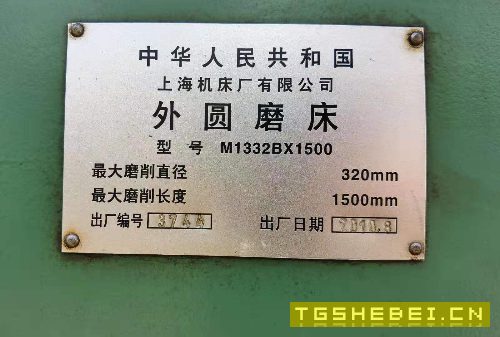 中华人民共和国
上海机床厂有限公司
外圆磨床
型号 M1332BX1500
最大磨削直径 320mm
最大磨削长度 1500mm
出厂编号 出厂日期 2010.8
TGSHEBEI.CN